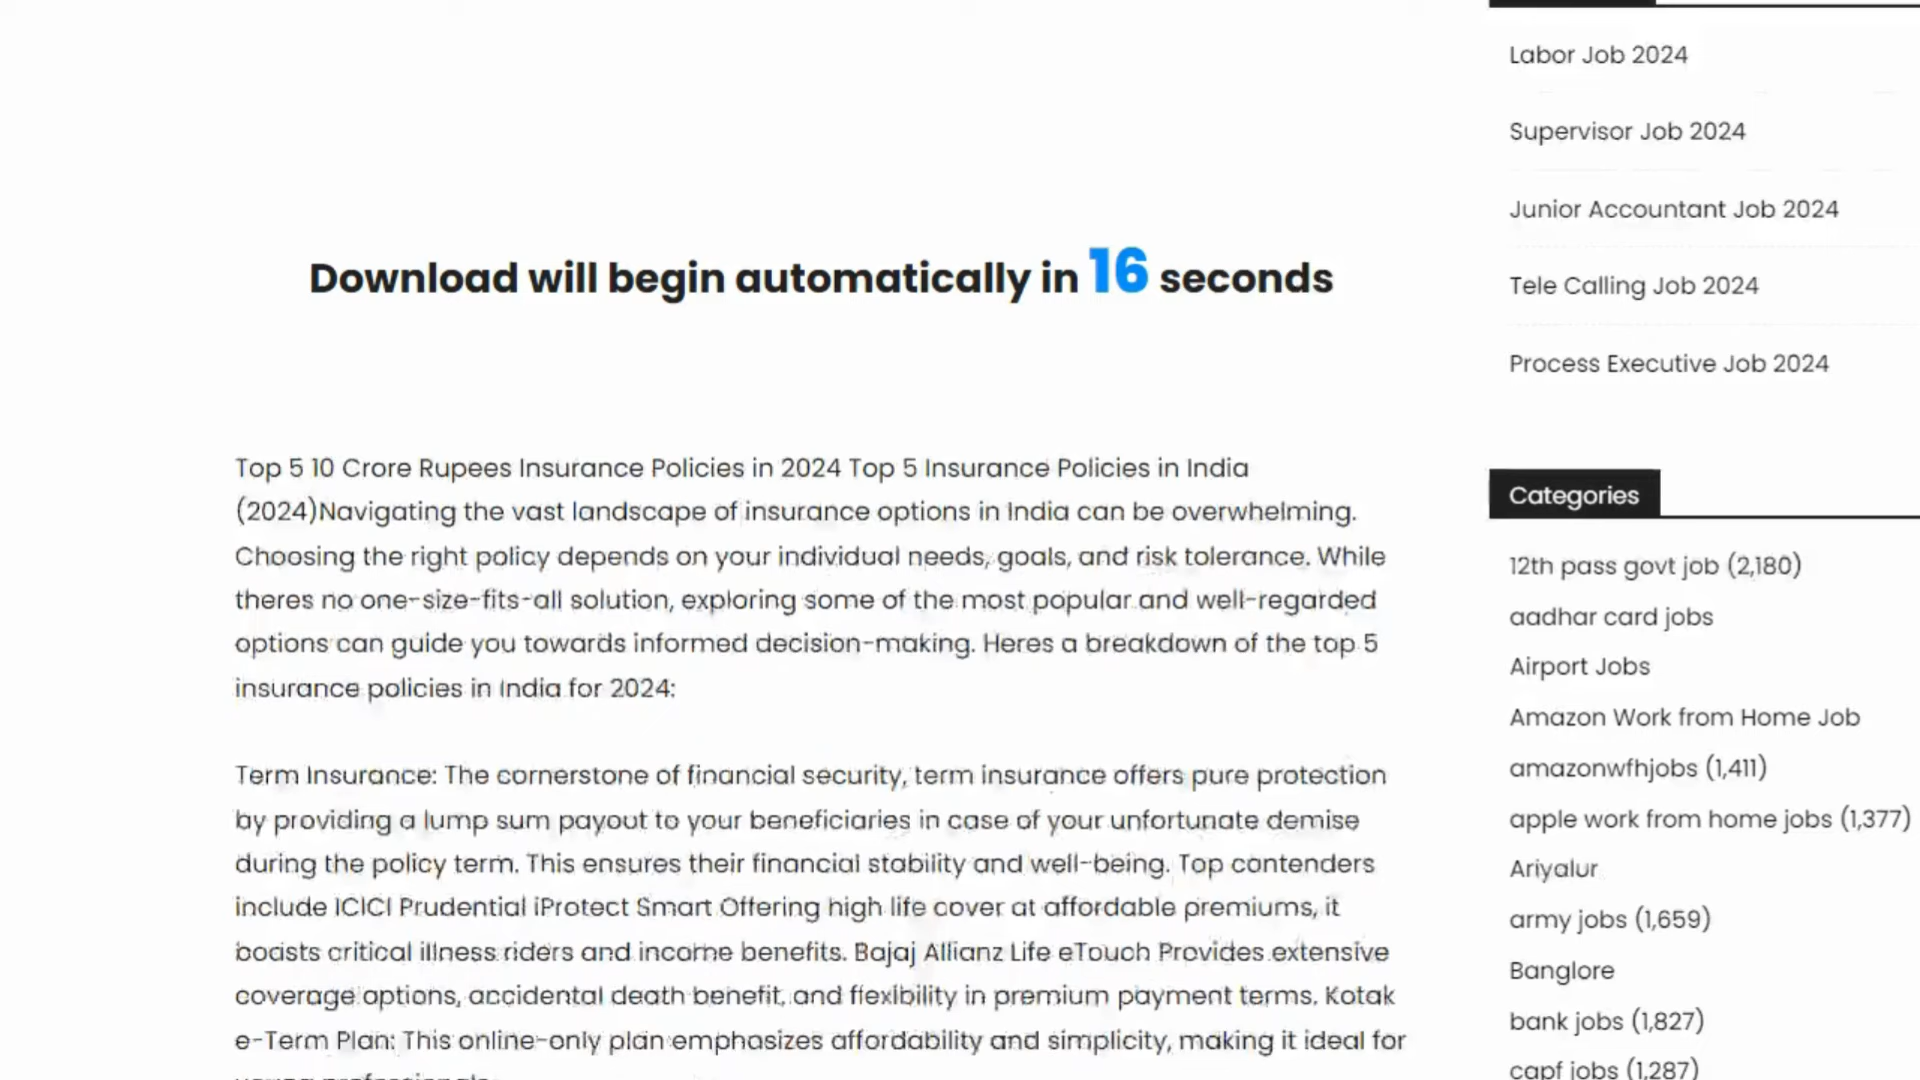 Download will begin automatically in 16 seconds
Top 5 10 Crore Rupees Insurance Policies in 2024 Top 5 Insurance Policies in India
(2024)Navigating the vast landscape of insurance options in India can be overwhelming.
Choosing the right policy depends on your individual needs, goals, and risk tolerance. While
theres no one-size-fits-all solution, exploring some of the most popular and well-regarded
options can guide you towards informed decision-making. Heres a breakdown of the top 5
insurance policies in India for 2024:
Term Insurance: The cornerstone of financial security, term insurance offers pure protection
by providing a lump sum payout to your beneficiaries in case of your unfortunate demise
during the policy term. This ensures their financial stability and well-being. Top contenders
include ICICI Prudential iProtect Smart Offering high life cover at affordable premiums, it
boasts critical illness riders and income benefits. Bajaj Allianz Life eTouch Provides extensive
coverage options, accidental death benefit, and flexibility in premium payment terms. Kotak
e-Term Plan: This online-only plan emphasizes affordability and simplicity, making it ideal for
Labor Job 2024
Supervisor Job 2024
Junior Accountant Job 2024
Tele Calling Job 2024
Process Executive Job 2024
Categories
12th pass govt job (2,180)
aadhar card jobs
Airport Jobs
Amazon Work from Home Job
amazonwfhjobs (1,411)
apple work from home jobs (1,377)
Ariyalur
army jobs (1,659)
Banglore
bank jobs (1,827)
capf jobs (1,287)